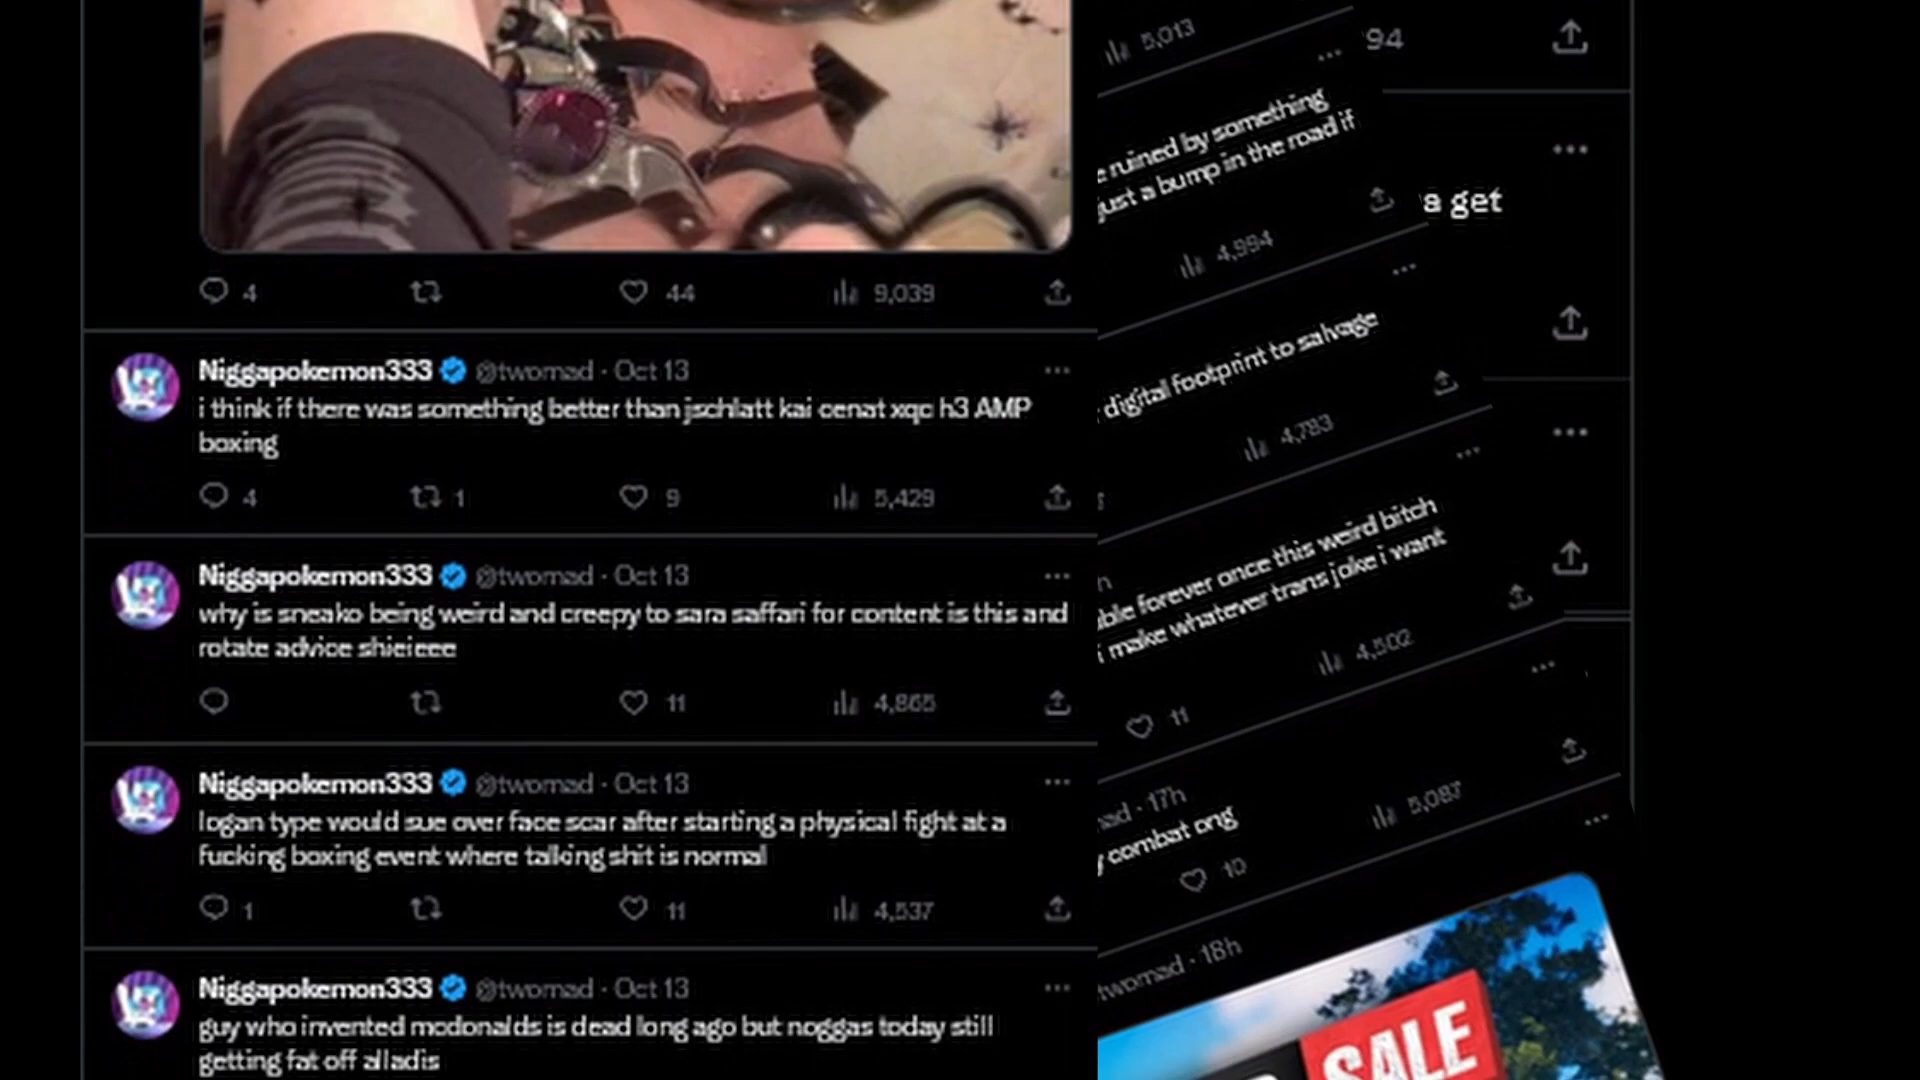 4
44
9,039
Niggapokemon333 @twomad · Oct 13
i think if there was something better than jschlatt kai cenat xqc h3 AMP
boxing
4
1
9
5,429
Niggapokemon333 @twomad · Oct 13
why is sneako being weird and creepy to sara saffari for content is this and
rotate advice shieieee
11
4,865
Niggapokemon333 @twomad · Oct 13
logan type would sue over face scar after starting a physical fight at a
fucking boxing event where talking shit is normal
1
11
4,537
Niggapokemon333 @twomad · Oct 13
guy who invented mcdonalds is dead long ago but noggas today still
getting fat off alladis
5,013
e ruined by something
just a bump in the road if
4,994
digital footprint to salvage
4,783
ble forever once this weird bitch
i make whatever trans joke i want
11
4,502
ad · 17h
y combat ong
10
5,087
twomad · 18h
SALE
94
a get